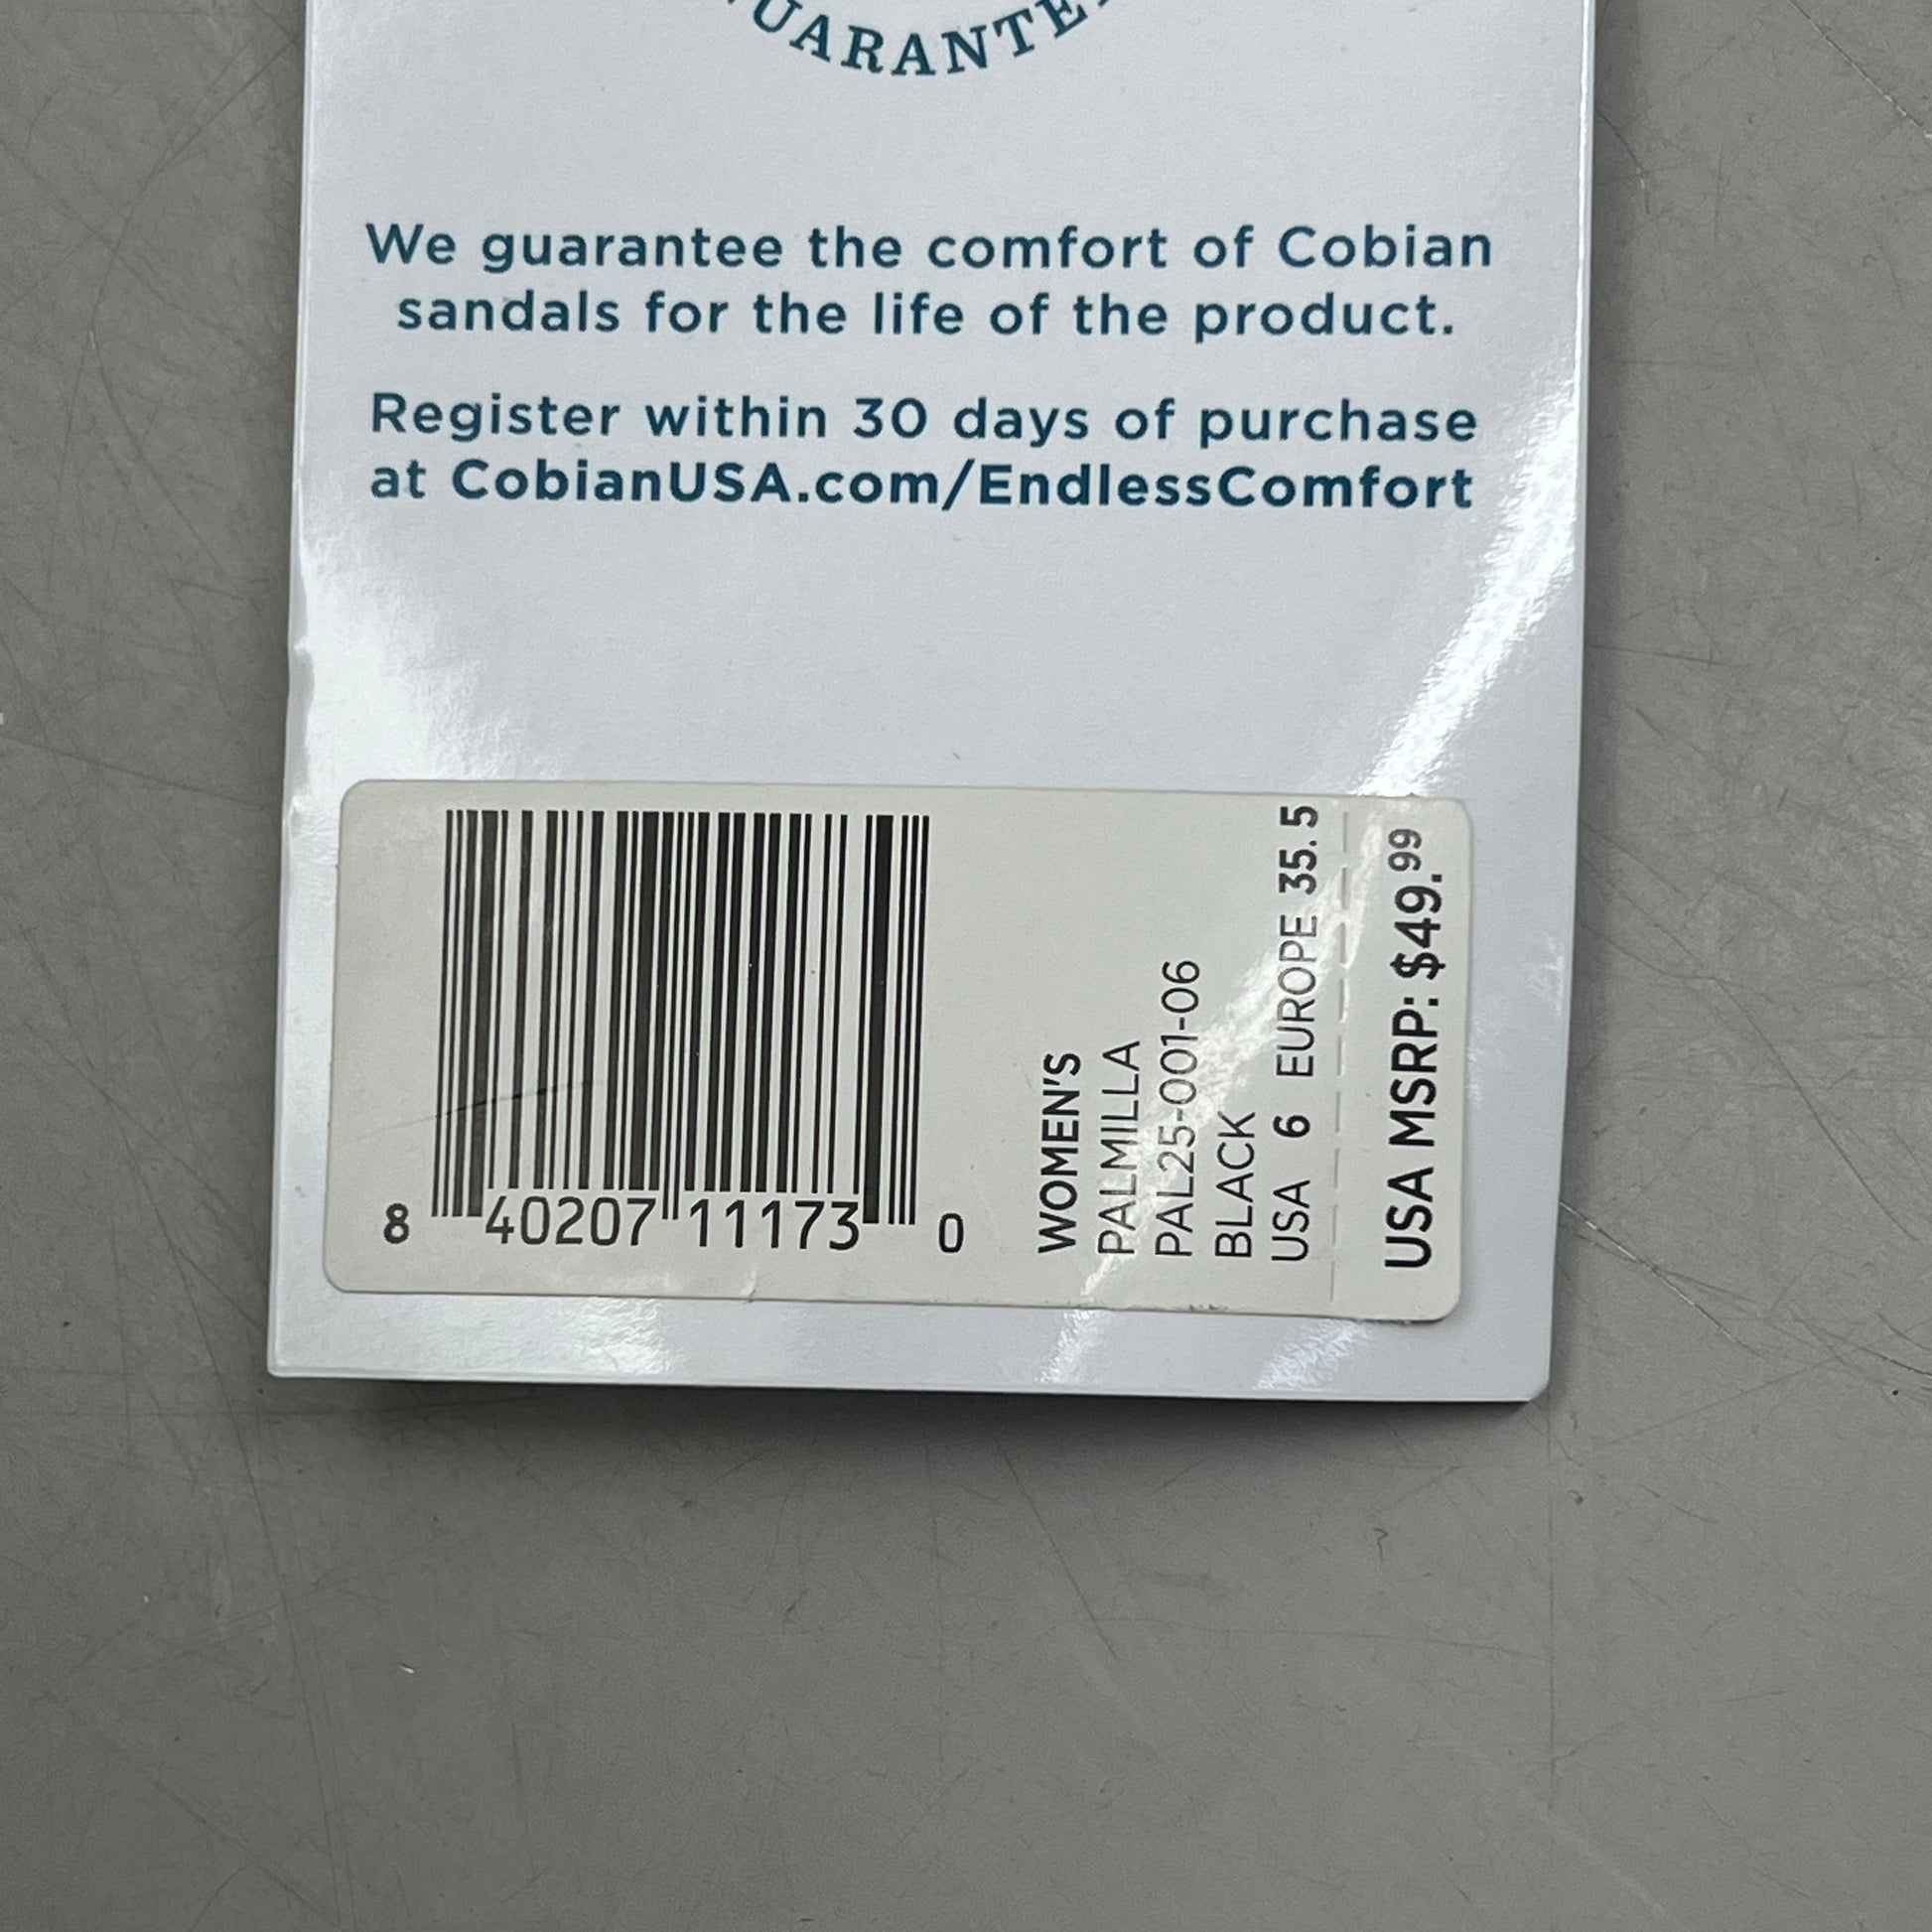 We guarantee the comfort of Cobian
sandals for the life of the product.
Register within 30 days of purchase
at CobianUSA.com/EndlessComfort
8 40207 11173 0
WOMEN'S
PALMILLA
PAL25-001-06
BLACK
USA 6 EUROPE 35.5
USA MSRP: $49.99